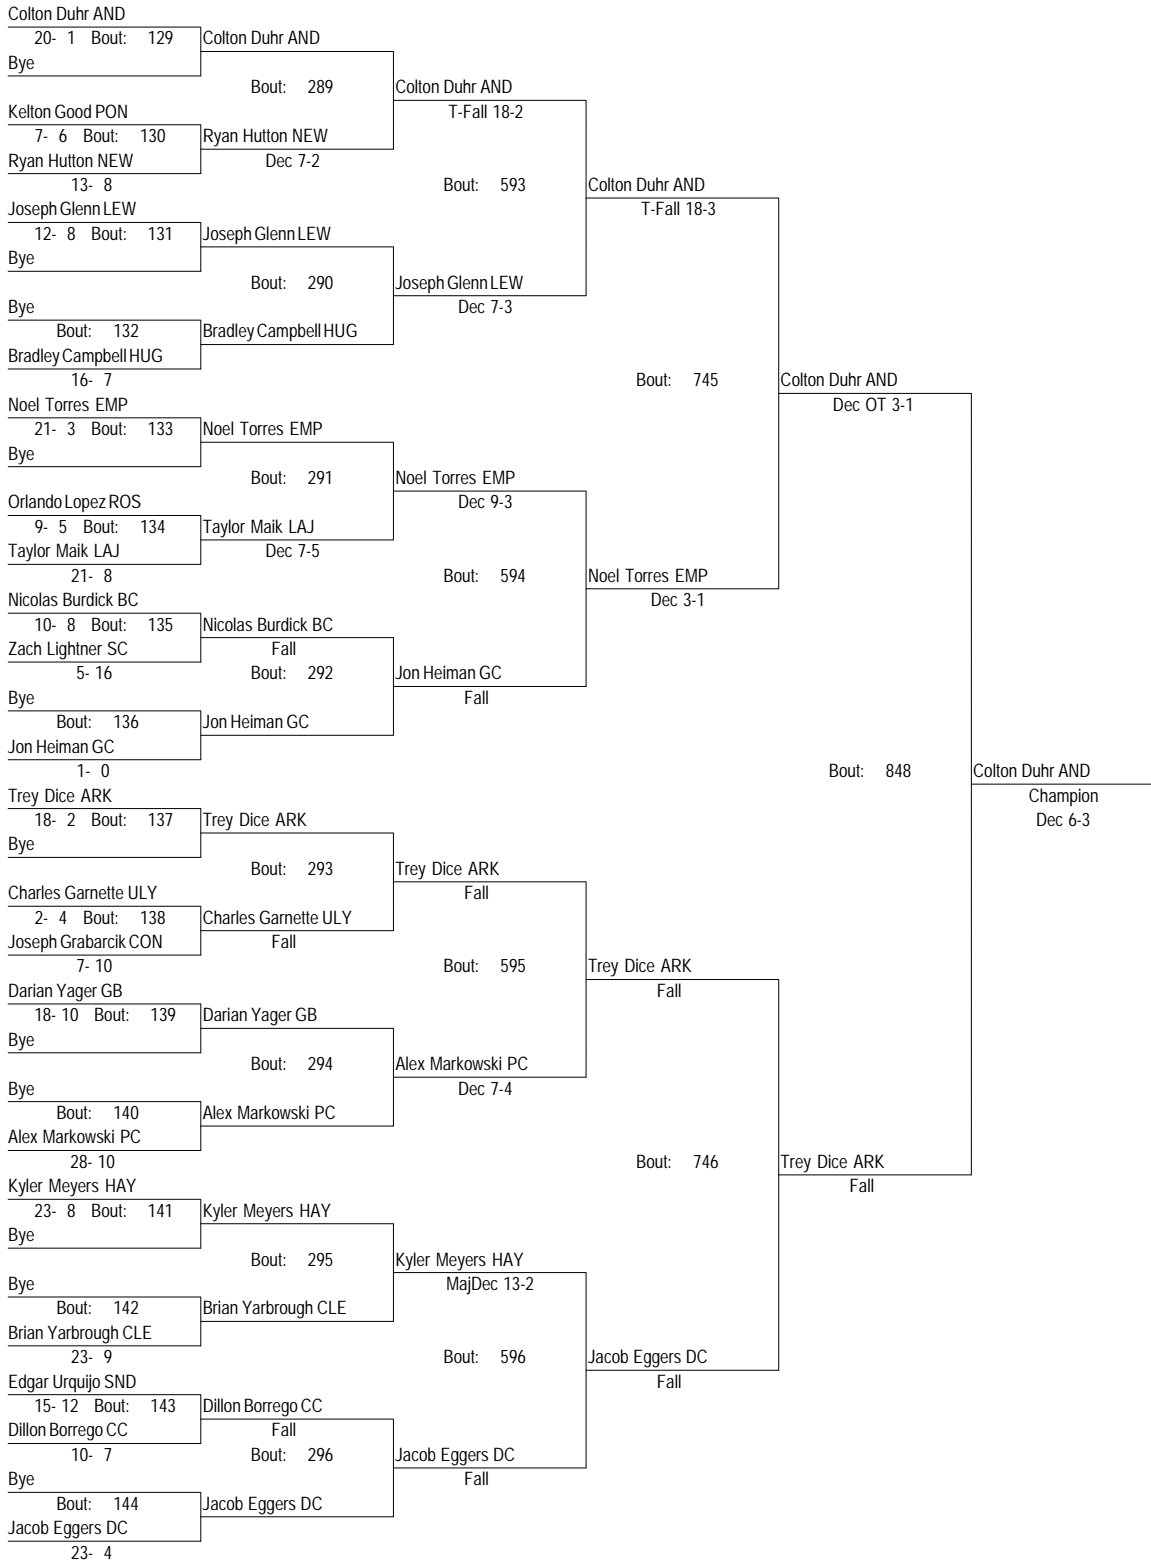 Colton Duhr AND
20- 1 Bout: 129 Colton Duhr AND
Bye
Bout: 289 Colton Duhr AND
Kelton Good PON T-Fall 18-2
7- 6 Bout: 130 Ryan Hutton NEW
Ryan Hutton NEW Dec 7-2
13- 8 Bout: 593 Colton Duhr AND
Joseph Glenn LEW T-Fall 18-3
12- 8 Bout: 131 Joseph Glenn LEW
Bye
Bout: 290 Joseph Glenn LEW
Bye Dec 7-3
Bout: 132 Bradley Campbell HUG
Bradley Campbell HUG
16- 7 Bout: 745 Colton Duhr AND
Noel Torres EMP Dec OT 3-1
21- 3 Bout: 133 Noel Torres EMP
Bye
Bout: 291 Noel Torres EMP
Orlando Lopez ROS Dec 9-3
9- 5 Bout: 134 Taylor Maik LAJ
Taylor Maik LAJ Dec 7-5
21- 8 Bout: 594 Noel Torres EMP
Nicolas Burdick BC Dec 3-1
10- 8 Bout: 135 Nicolas Burdick BC
Zach Lightner SC Fall
5- 16 Bout: 292 Jon Heiman GC
Bye Fall
Bout: 136 Jon Heiman GC
Jon Heiman GC
1- 0 Bout: 848 Colton Duhr AND
Trey Dice ARK Champion
18- 2 Bout: 137 Trey Dice ARK Dec 6-3
Bye
Bout: 293 Trey Dice ARK
Charles Garnette ULY Fall
2- 4 Bout: 138 Charles Garnette ULY
Joseph Grabarcik CON Fall
7- 10 Bout: 595 Trey Dice ARK
Darian Yager GB Fall
18- 10 Bout: 139 Darian Yager GB
Bye
Bout: 294 Alex Markowski PC
Bye Dec 7-4
Bout: 140 Alex Markowski PC
Alex Markowski PC
28- 10 Bout: 746 Trey Dice ARK
Kyler Meyers HAY Fall
23- 8 Bout: 141 Kyler Meyers HAY
Bye
Bout: 295 Kyler Meyers HAY
Bye MajDec 13-2
Bout: 142 Brian Yarbrough CLE
Brian Yarbrough CLE
23- 9 Bout: 596 Jacob Eggers DC
Edgar Urquijo SND Fall
15- 12 Bout: 143 Dillon Borrego CC
Dillon Borrego CC Fall
10- 7 Bout: 296 Jacob Eggers DC
Bye Fall
Bout: 144 Jacob Eggers DC
Jacob Eggers DC
23- 4